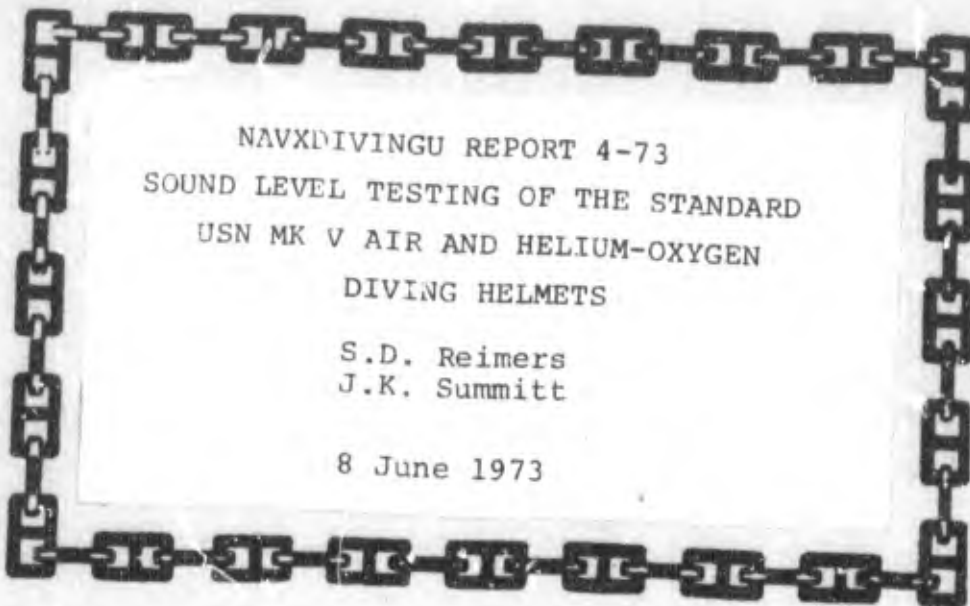 NAVXDIVINGU REPORT 4-73
SOUND LEVEL TESTING OF THE STANDARD
USN MK V AIR AND HELIUM-OXYGEN
DIVING HELMETS
S.D. Reimers
J.K. Summitt
8 June 1973